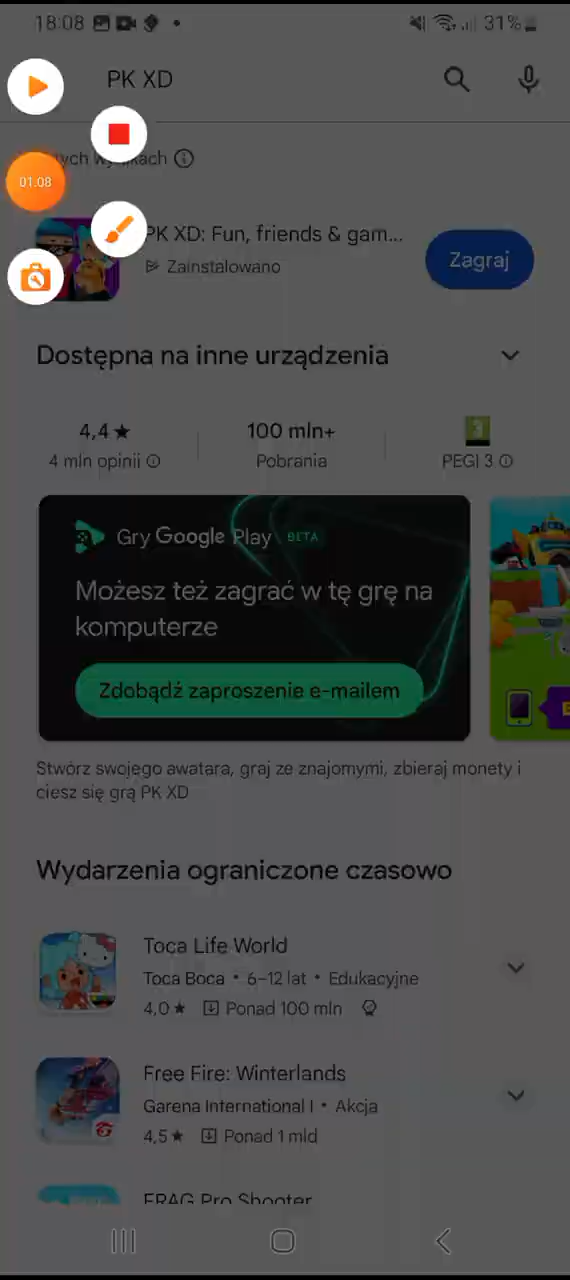 18:08
31%
PK XD
01:08
PK XD: Fun, friends & gam...
Zainstalowano
Zagraj
Dostępna na inne urządzenia
4,4★
4 mln opinii
100 mln+
Pobrania
3
PEGI 3
Gry Google Play BETA
Możesz też zagrać w tę grę na
komputerze
Zdobądź zaproszenie e-mailem
Stwórz swojego awatara, graj ze znajomymi, zbieraj monety i
ciesz się grą PK XD
Wydarzenia ograniczone czasowo
Toca Life World
Toca Boca • 6–12 lat • Edukacyjne
4,0★ Ponad 100 mln
Free Fire: Winterlands
Garena International I • Akcja
4,5★ Ponad 1 mld
FRAG Pro Shooter